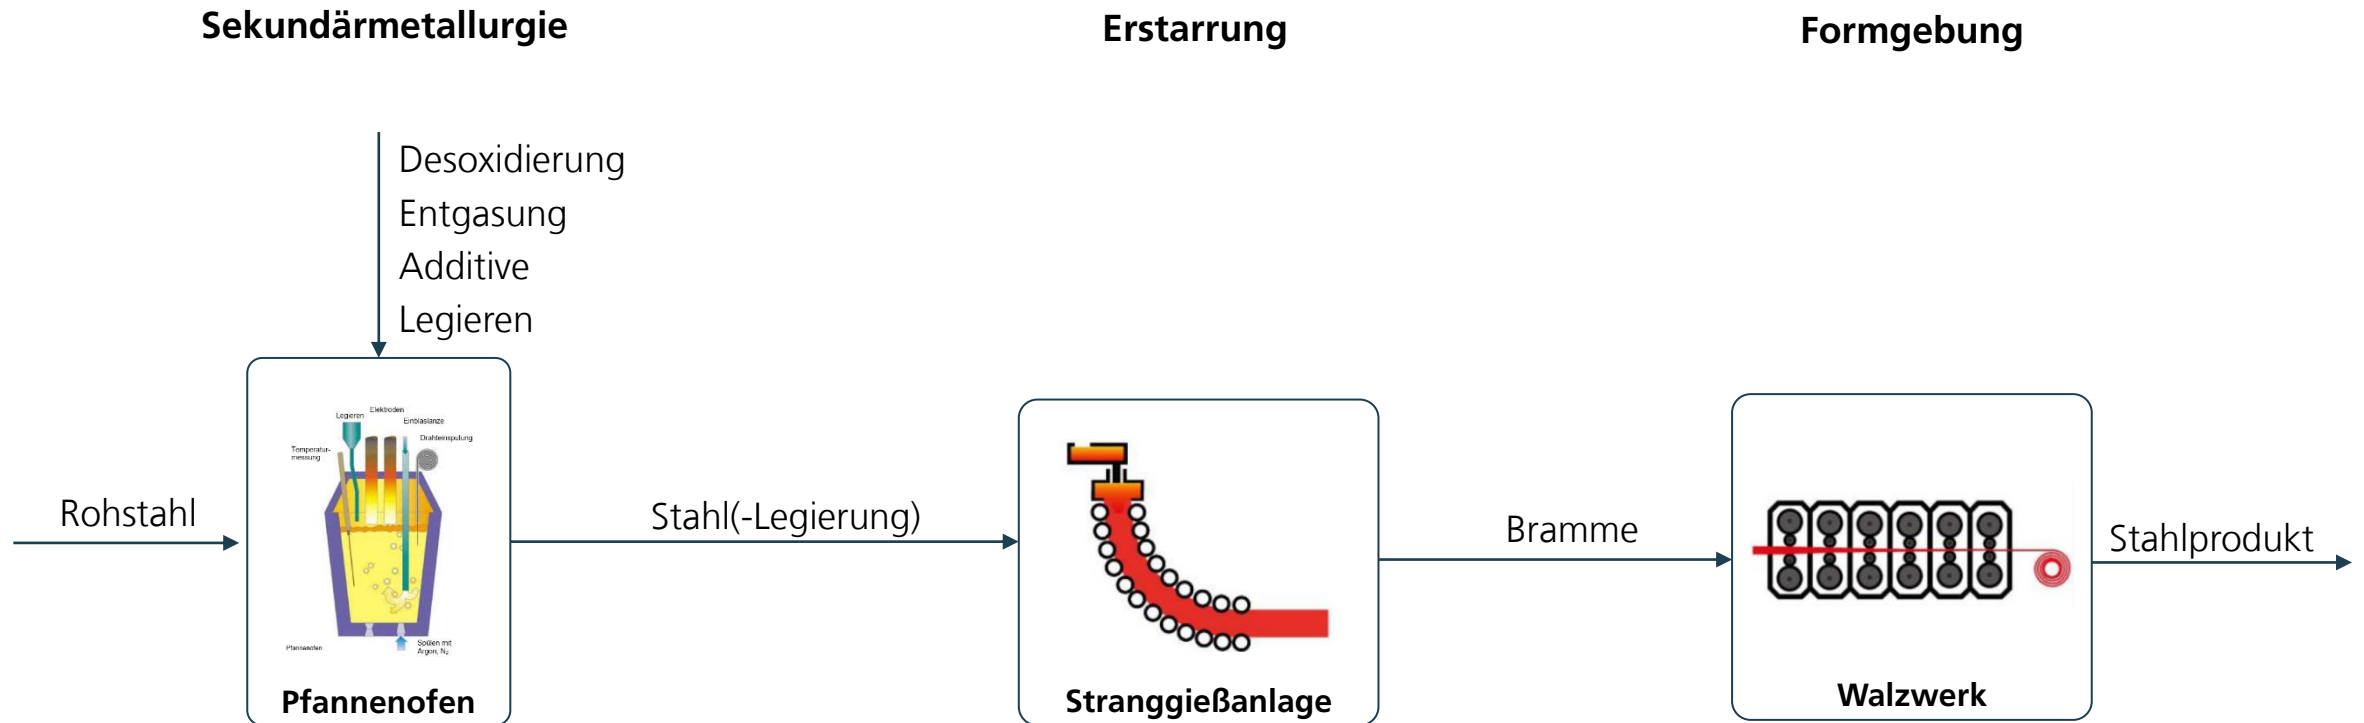 Sekundärmetallurgie
Erstarrung
Formgebung
Desoxidierung
Entgasung
Additive
Legieren
Legieren
Elektroden
Einblaslanze
Drahteinspulung
Temperatur-
messung
Rohstahl
Stahl(-Legierung)
Bramme
Stahlprodukt
Spülen mit
Argon, N₂
Pfannenofen
Pfannenofen
Stranggießanlage
Walzwerk